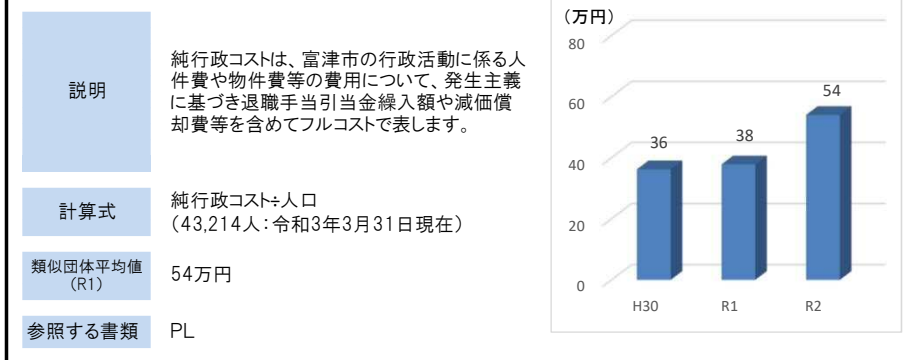 説明
純行政コストは、富津市の行政活動に係る人
件費や物件費等の費用について、発生主義
に基づき退職手当引当金繰入額や減価償
却費等を含めてフルコストで表します。
計算式
純行政コスト÷人口
（43,214人：令和3年3月31日現在）
類似団体平均値
(R1)
54万円
参照する書類
PL
（万円）
80
60
40
20
0
36
38
54
H30
R1
R2